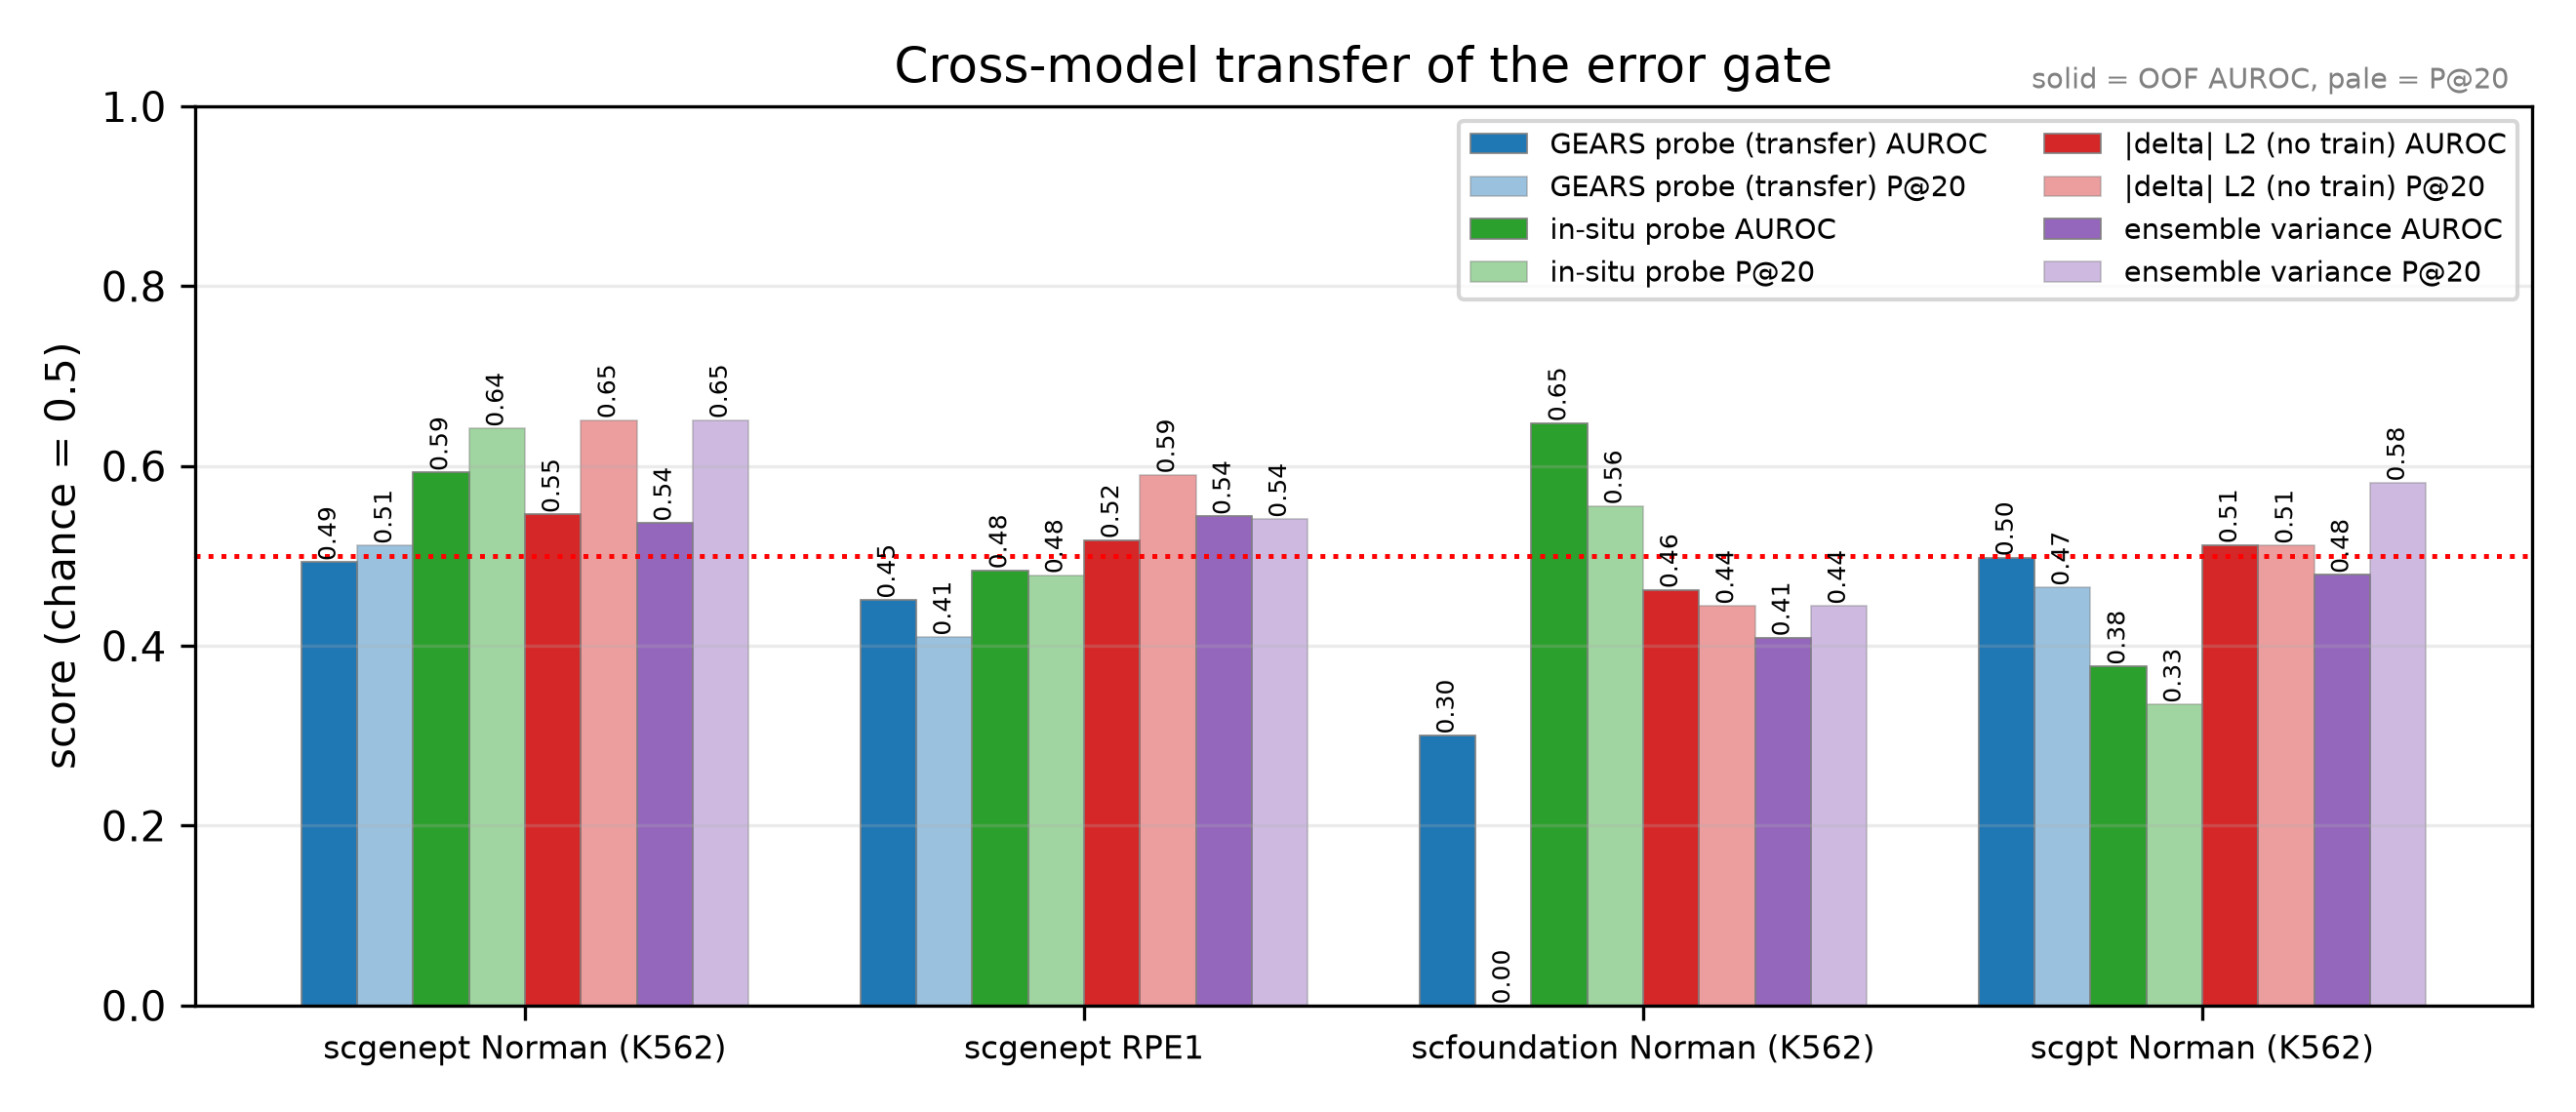 Cross-model transfer of the error gate
solid = OOF AUROC, pale = P@20
score (chance = 0.5)
1.0
0.8
0.6
0.4
0.2
0.0
GEARS probe (transfer) AUROC
GEARS probe (transfer) P@20
in-situ probe AUROC
in-situ probe P@20
|delta| L2 (no train) AUROC
|delta| L2 (no train) P@20
ensemble variance AUROC
ensemble variance P@20
0.49
0.51
0.59
0.64
0.55
0.65
0.54
0.65
0.45
0.41
0.48
0.48
0.52
0.59
0.54
0.54
0.30
0.00
0.65
0.56
0.46
0.44
0.41
0.44
0.50
0.47
0.38
0.33
0.51
0.51
0.48
0.58
scgenept Norman (K562)
scgenept RPE1
scfoundation Norman (K562)
scgpt Norman (K562)